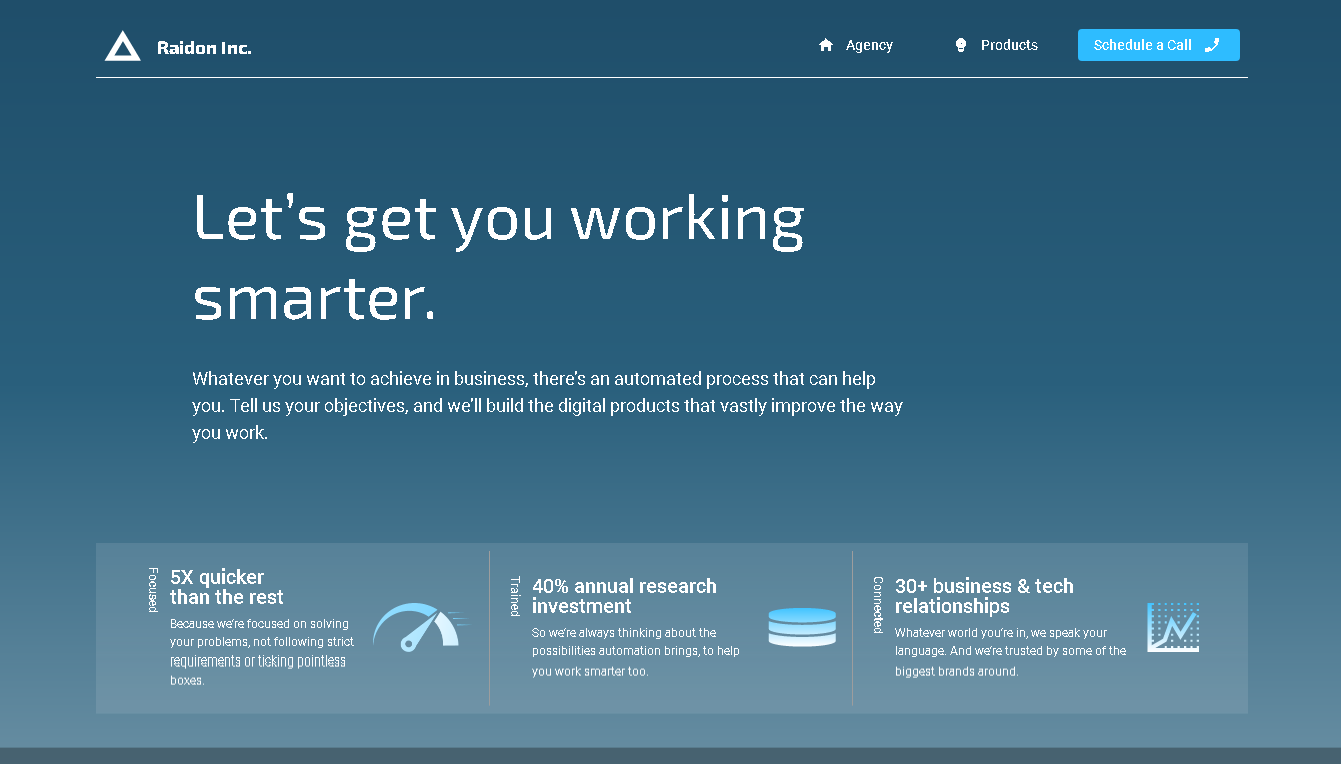 Raidon Inc.
Agency
Products
Schedule a Call
Let’s get you working
smarter.
Whatever you want to achieve in business, there's an automated process that can help
you. Tell us your objectives, and we'll build the digital products that vastly improve the way
you work.
Focused
5X quicker
than the rest
Because we're focused on solving
your problems, not following strict
requirements or ticking pointless
boxes.
Trained
40% annual research
investment
So we're always thinking about the
possibilities automation brings, to help
you work smarter too.
Connected
30+ business & tech
relationships
Whatever world you're in, we speak your
language. And we're trusted by some of the
biggest brands around.